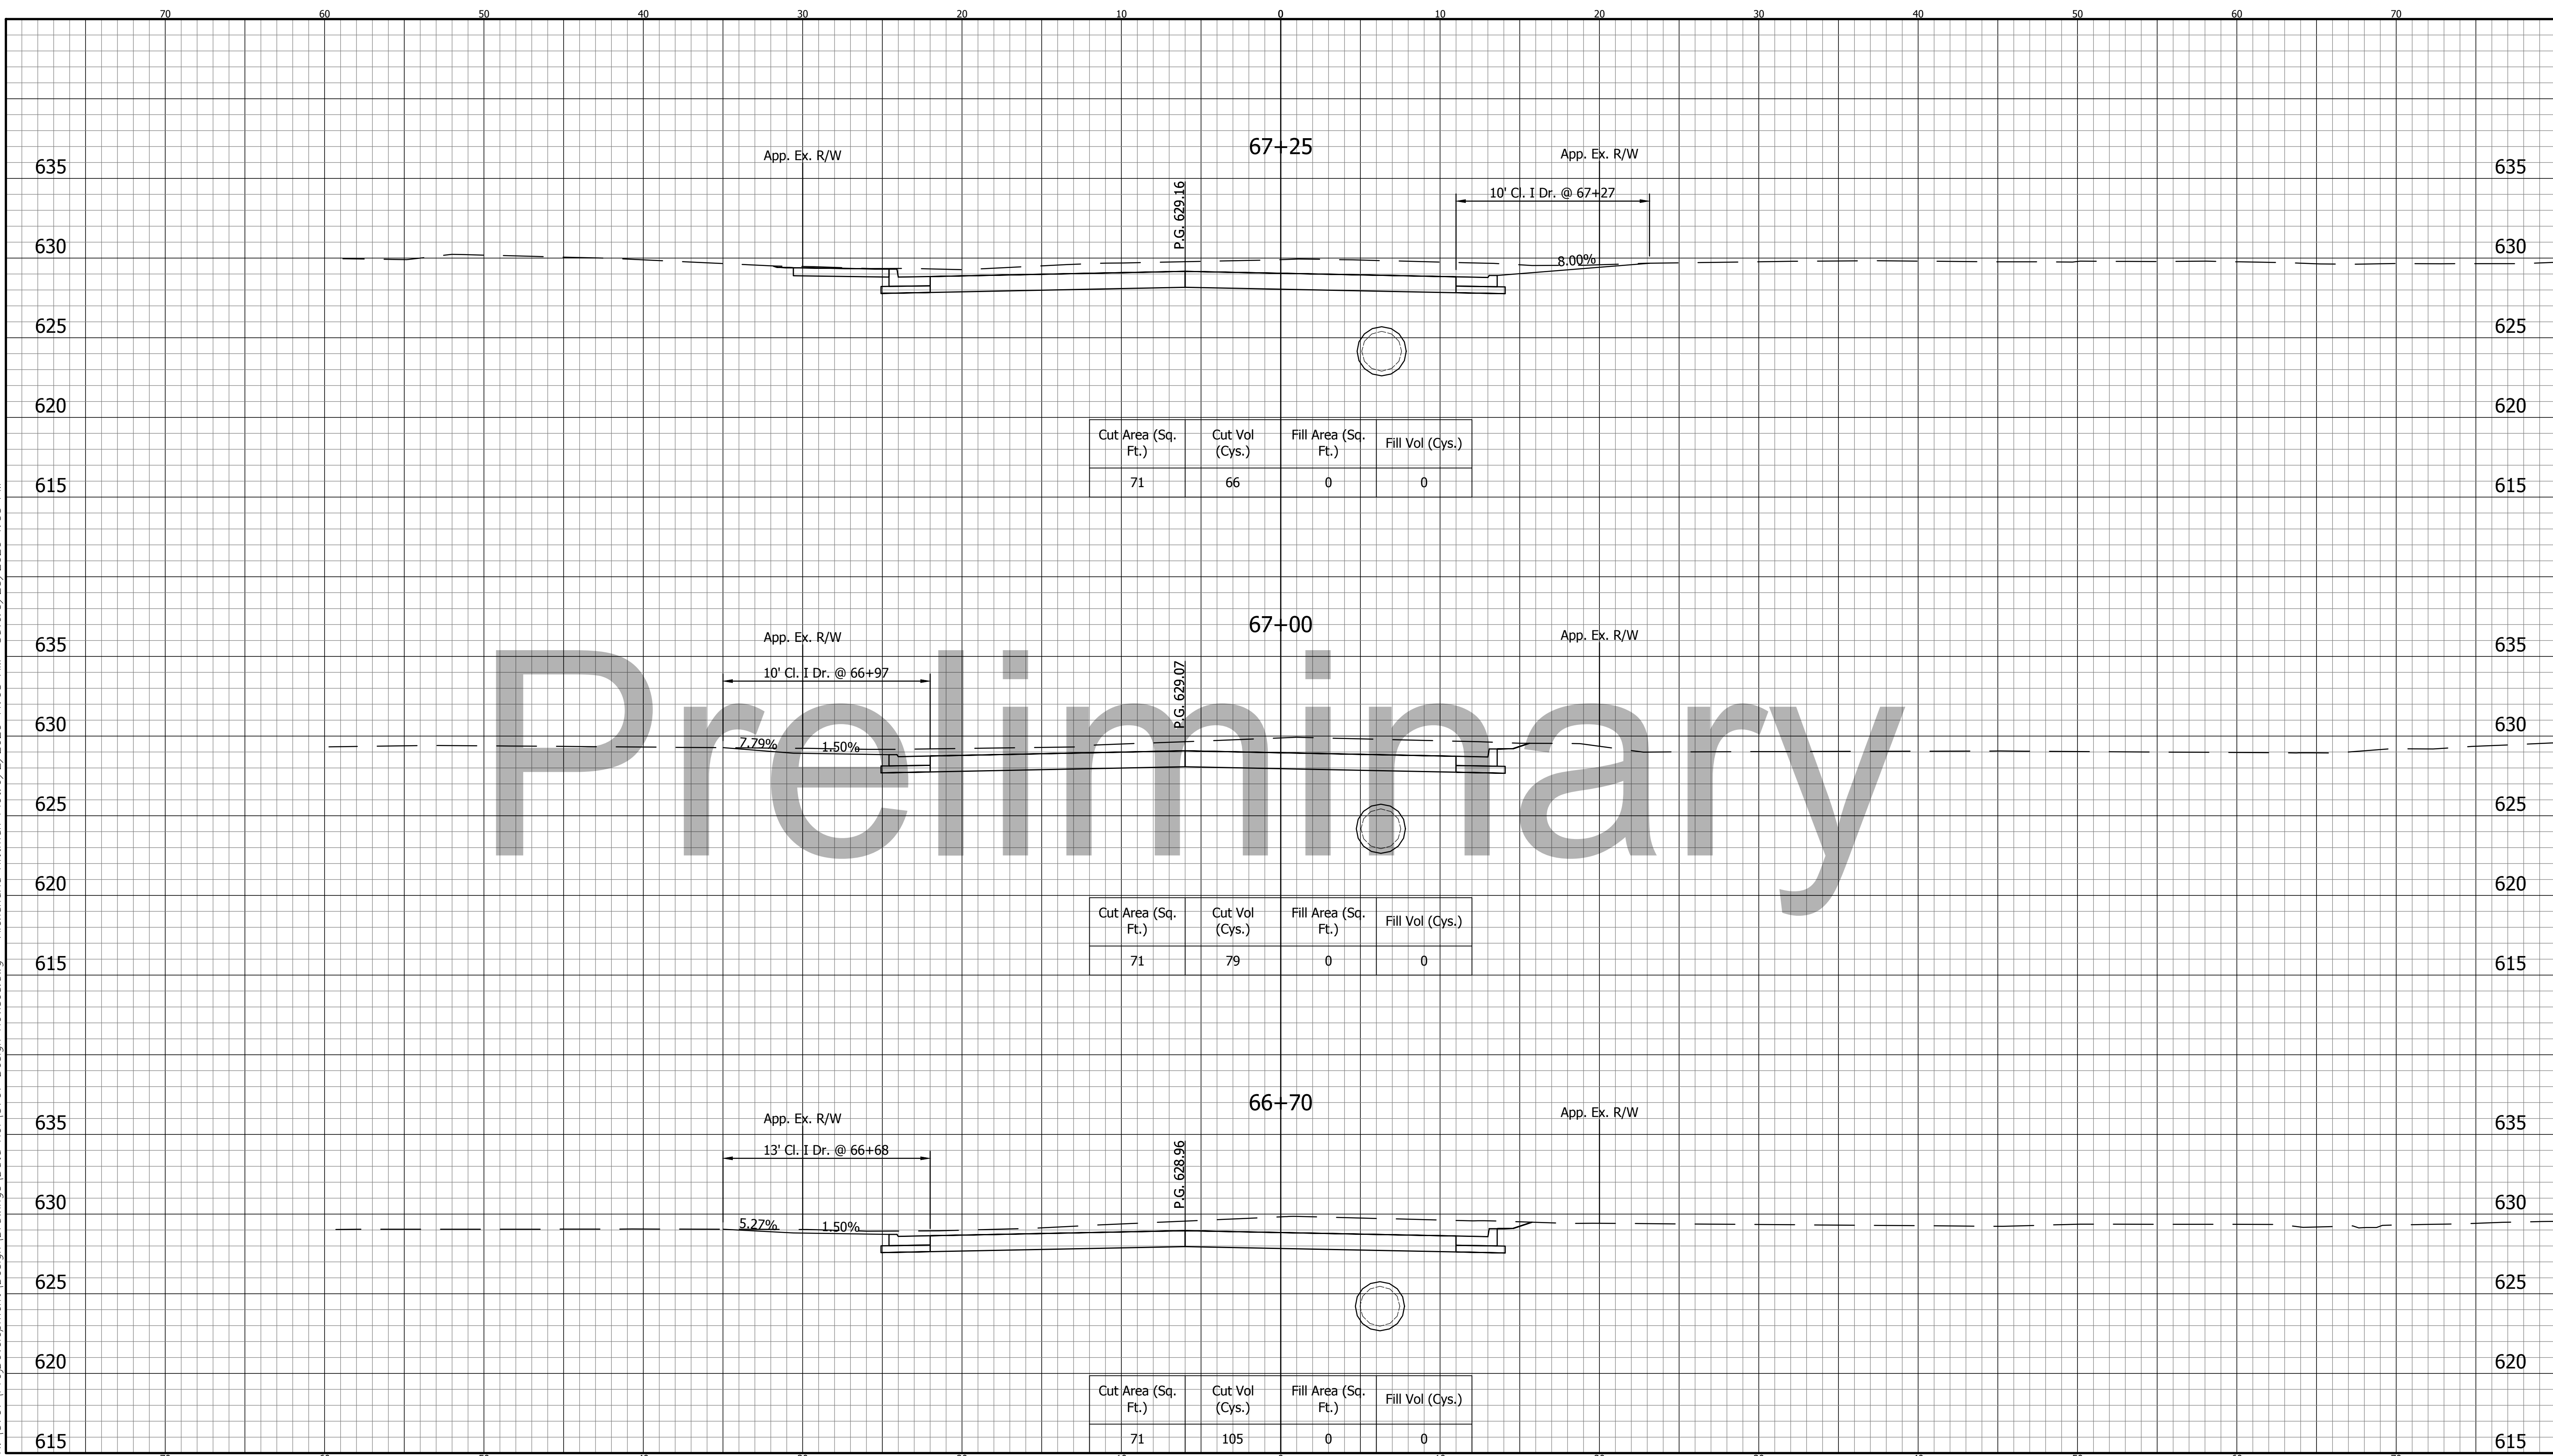 70 60 50 40 30 20 10 0 10 20 30 40 50 60 70
67+25
App. Ex. R/W App. Ex. R/W
635 635
P.G. 629.16
10' Cl. I Dr. @ 67+27
630 630
8.00%
625 625
620 620
Cut Area (Sq. Ft.) Cut Vol (Cys.) Fill Area (Sq. Ft.) Fill Vol (Cys.)
71 66 0 0
615 615
67+00
App. Ex. R/W App. Ex. R/W
635 635
10' Cl. I Dr. @ 66+97
P.G. 629.07
630 630
7.79% 1.50%
Preliminary
625 625
620 620
Cut Area (Sq. Ft.) Cut Vol (Cys.) Fill Area (Sq. Ft.) Fill Vol (Cys.)
71 79 0 0
615 615
66+70
App. Ex. R/W App. Ex. R/W
635 635
13' Cl. I Dr. @ 66+68
P.G. 628.96
630 630
5.27% 1.50%
625 625
620 620
Cut Area (Sq. Ft.) Cut Vol (Cys.) Fill Area (Sq. Ft.) Fill Vol (Cys.)
71 105 0 0
615 615